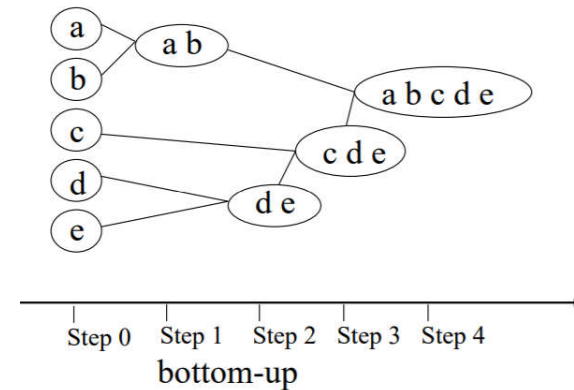 a
a b
b
a b c d e
c
c d e
d
d e
e
Step 0 Step 1 Step 2 Step 3 Step 4
bottom-up